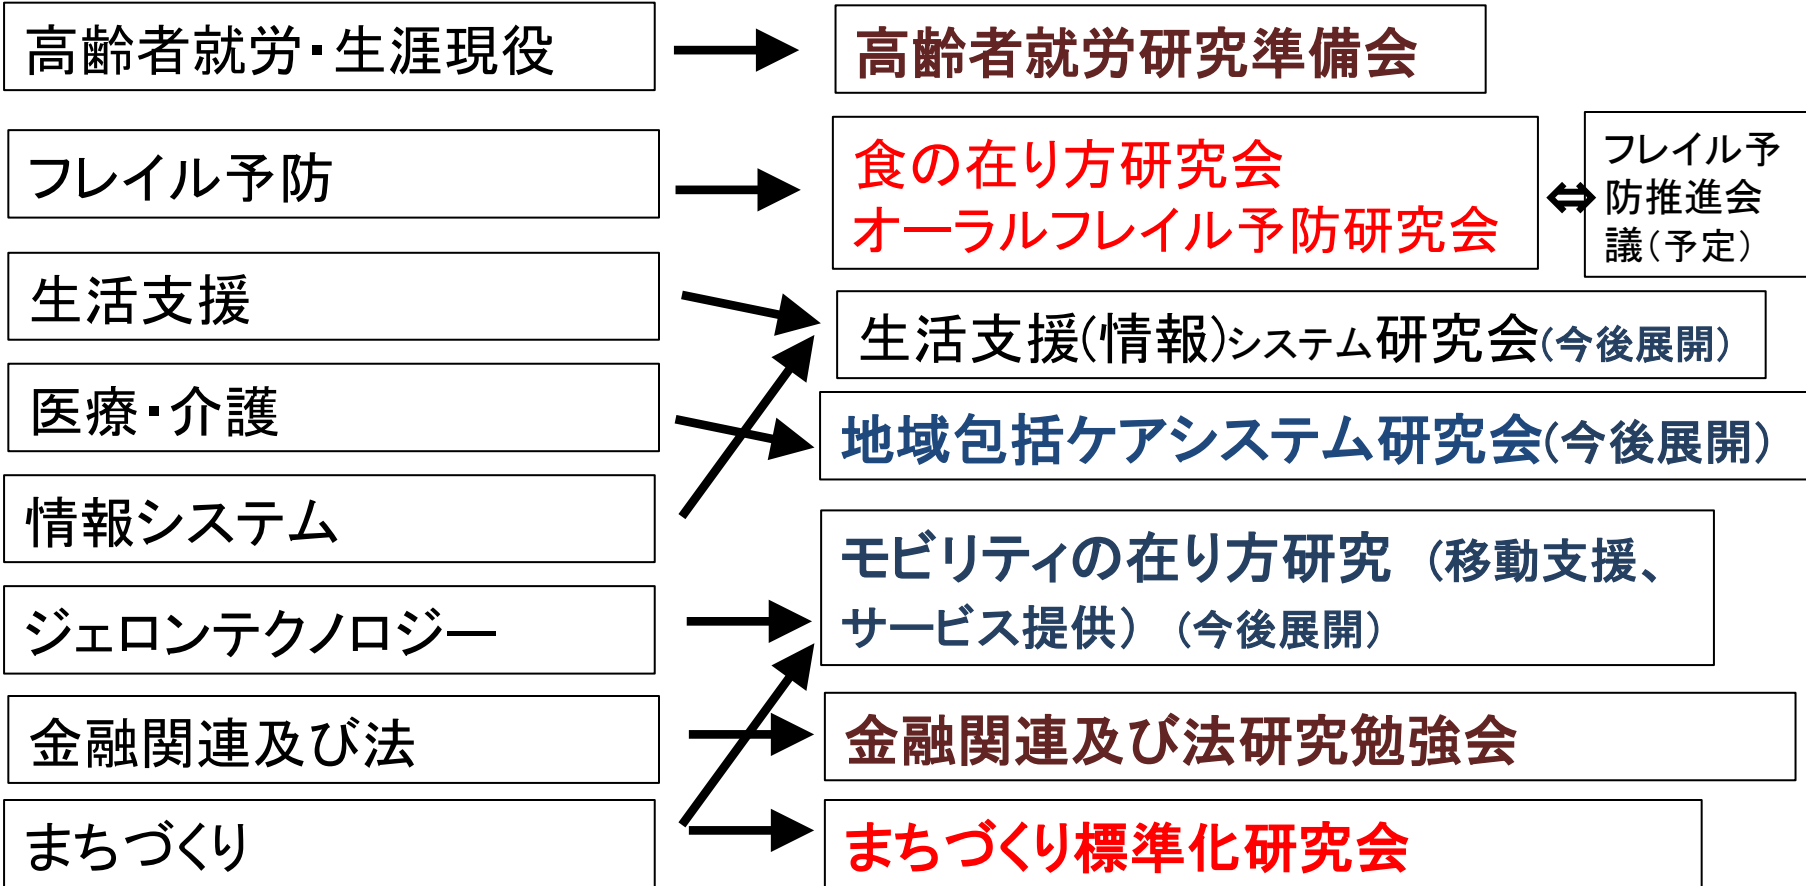 高齢者就労・生涯現役
高齢者就労研究準備会
フレイル予防
食の在り方研究会
オーラルフレイル予防研究会
フレイル予
防推進会
議(予定)
生活支援
生活支援(情報)システム研究会(今後展開)
医療・介護
地域包括ケアシステム研究会(今後展開)
情報システム
モビリティの在り方研究 (移動支援、
サービス提供) (今後展開)
ジェロンテクノロジー
金融関連及び法
金融関連及び法研究勉強会
まちづくり
まちづくり標準化研究会